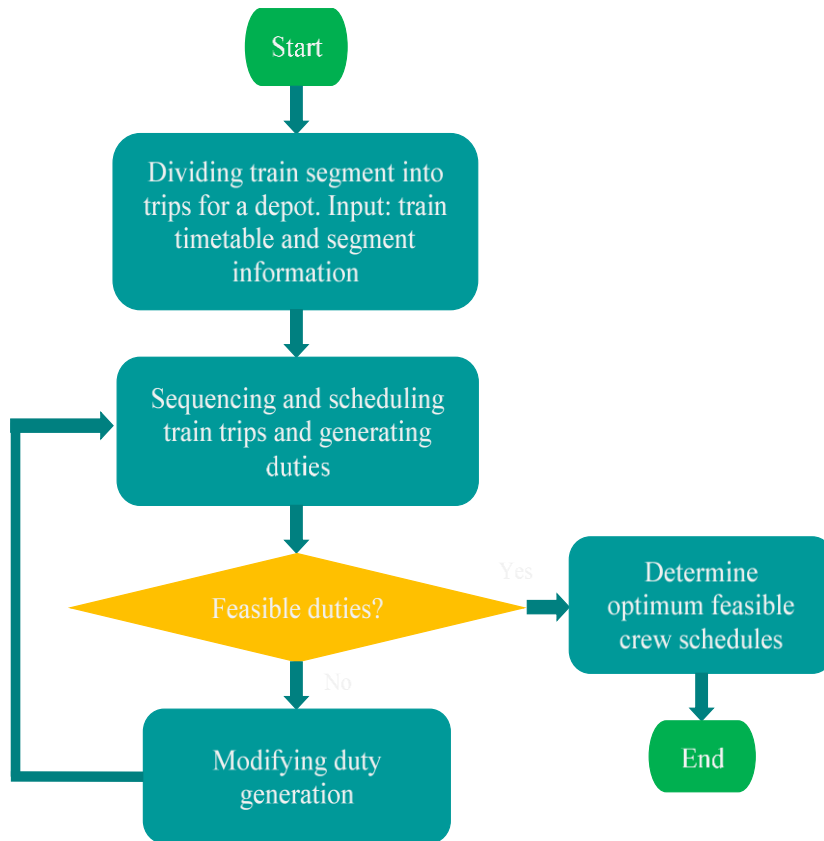 Start
Dividing train segment into
trips for a depot. Input: train
timetable and segment
information
Sequencing and scheduling
train trips and generating
duties
Feasible duties?
Yes
No
Determine
optimum feasible
crew schedules
Modifying duty
generation
End